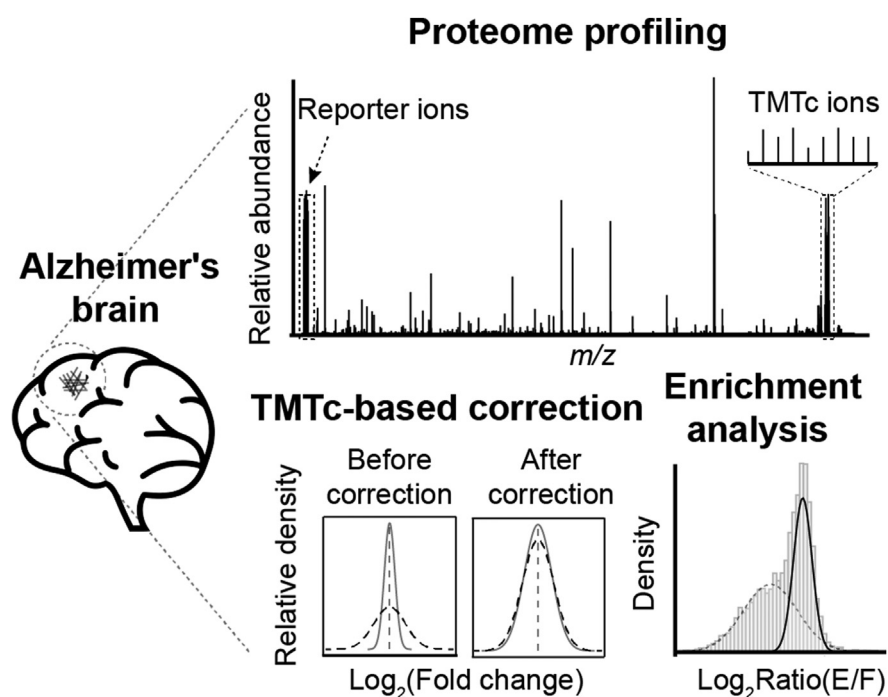 Proteome profiling
Relative abundance
Reporter ions
TMTc ions
m/z
Alzheimer's
brain
TMTc-based correction
Before
correction
After
correction
Relative density
Log₂(Fold change)
Enrichment
analysis
Density
Log₂Ratio(E/F)